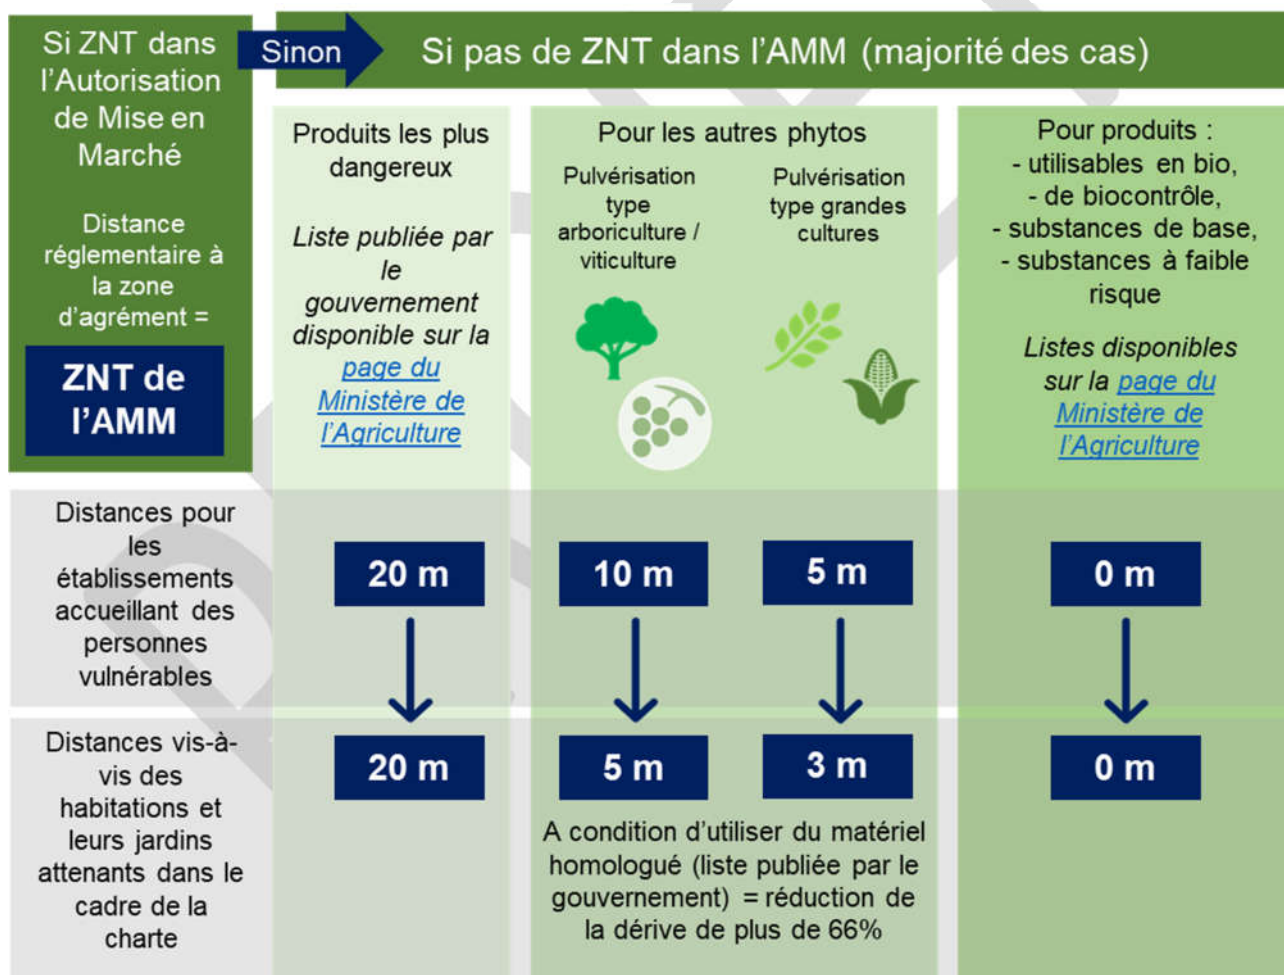 Si ZNT dans
l'Autorisation
de Mise en
Marché
Distance
réglementaire à
la zone
d'agrément =
ZNT de
l'AMM
Sinon
Si pas de ZNT dans l'AMM (majorité des cas)
Produits les plus
dangereux
Liste publiée par
le
gouvernement
disponible sur la
page du
Ministère de
l'Agriculture
Pour les autres phytos
Pulvérisation
type
arboriculture /
viticulture
Pulvérisation
type grandes
cultures
Pour produits :
- utilisables en bio,
- de biocontrôle,
- substances de base,
- substances à faible
risque
Listes disponibles
sur la page du
Ministère de
l'Agriculture
Distances pour
les
établissements
accueillant des
personnes
vulnérables
20 m
10 m
5 m
0 m
Distances vis-à-
vis des
habitations et
leurs jardins
attenants dans le
cadre de la
charte
20 m
5 m
3 m
0 m
A condition d'utiliser du matériel
homologué (liste publiée par le
gouvernement) = réduction de
la dérive de plus de 66%